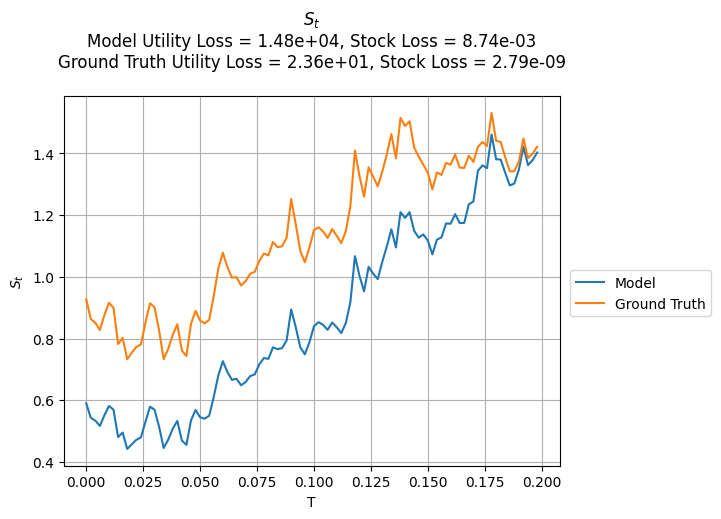 S_t
Model Utility Loss = 1.48e+04, Stock Loss = 8.74e-03
Ground Truth Utility Loss = 2.36e+01, Stock Loss = 2.79e-09
1.4
1.2
1.0
0.8
0.6
0.4
S_t
0.000 0.025 0.050 0.075 0.100 0.125 0.150 0.175 0.200
T
Model
Ground Truth